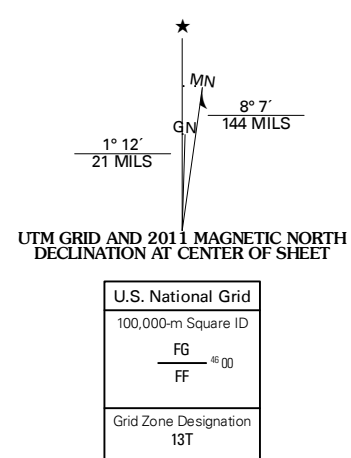 ★
MN
GN
8° 7´
144 MILS
1° 12´
21 MILS
UTM GRID AND 2011 MAGNETIC NORTH
DECLINATION AT CENTER OF SHEET
U.S. National Grid
100,000-m Square ID
FG
46 00
FF
Grid Zone Designation
13T